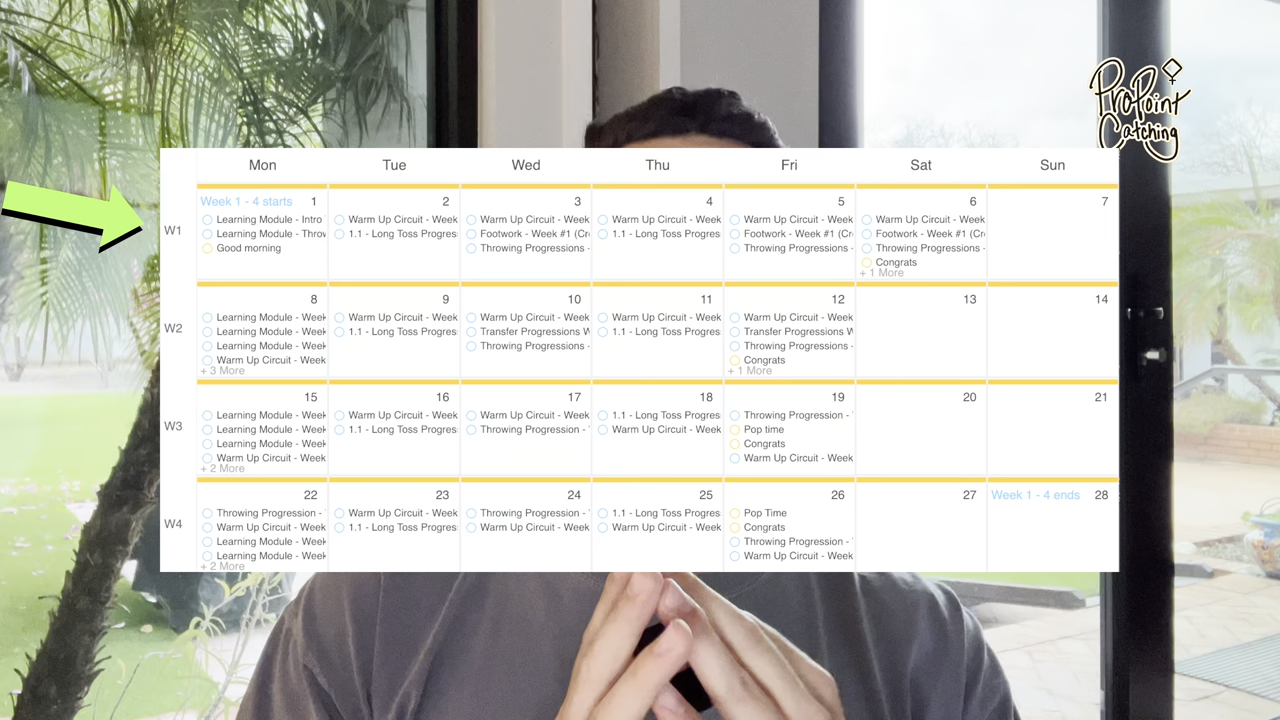 ProPoint
Catching
Mon Tue Wed Thu Fri Sat Sun
W1
Week 1 - 4 starts 1
Learning Module - Intro
Learning Module - Throw
Good morning
2
Warm Up Circuit - Week
1.1 - Long Toss Progres
3
Warm Up Circuit - Week
Footwork - Week #1 (Cr
Throwing Progressions -
4
Warm Up Circuit - Week
1.1 - Long Toss Progres
5
Warm Up Circuit - Week
Footwork - Week #1 (Cr
Throwing Progressions -
6
Warm Up Circuit - Week
Footwork - Week #1 (Cr
Throwing Progressions -
Congrats
+ 1 More
7
W2
8
Learning Module - Week
Learning Module - Week
Learning Module - Week
Warm Up Circuit - Week
+ 3 More
9
Warm Up Circuit - Week
1.1 - Long Toss Progres
10
Warm Up Circuit - Week
Transfer Progressions W
Throwing Progressions -
11
Warm Up Circuit - Week
1.1 - Long Toss Progres
12
Warm Up Circuit - Week
Transfer Progressions W
Throwing Progressions -
Congrats
+ 1 More
13
14
W3
15
Learning Module - Week
Learning Module - Week
Learning Module - Week
Warm Up Circuit - Week
+ 2 More
16
Warm Up Circuit - Week
1.1 - Long Toss Progres
17
Warm Up Circuit - Week
Throwing Progression -
18
1.1 - Long Toss Progres
Warm Up Circuit - Week
19
Throwing Progression -
Pop time
Congrats
Warm Up Circuit - Week
20
21
W4
22
Throwing Progression -
Warm Up Circuit - Week
Learning Module - Week
Learning Module - Week
+ 2 More
23
Warm Up Circuit - Week
1.1 - Long Toss Progres
24
Throwing Progression -
Warm Up Circuit - Week
25
1.1 - Long Toss Progres
Warm Up Circuit - Week
26
Pop Time
Congrats
Throwing Progression -
Warm Up Circuit - Week
27
Week 1 - 4 ends 28